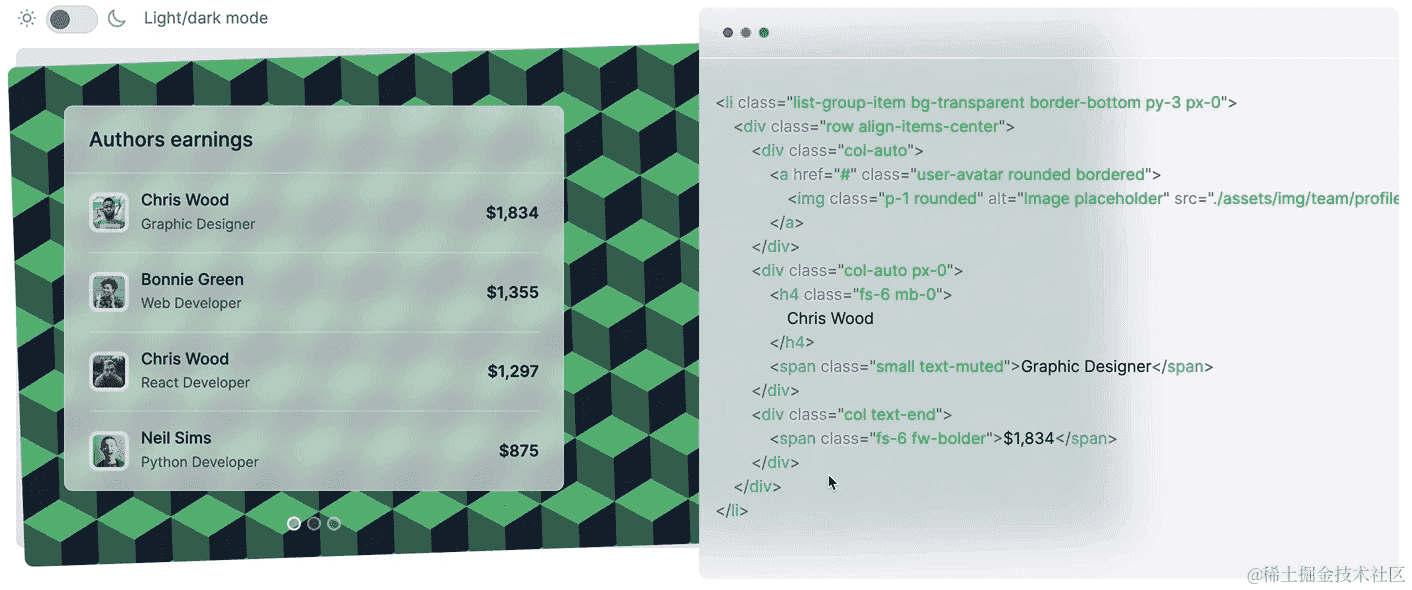 Light/dark mode
Authors earnings
Chris Wood
Graphic Designer
$1,834
Bonnie Green
Web Developer
$1,355
Chris Wood
React Developer
$1,297
Neil Sims
Python Developer
$875
<li class="list-group-item bg-transparent border-bottom py-3 px-0">
<div class="row align-items-center">
<div class="col-auto">
<a href="#" class="user-avatar rounded bordered">
<img class="p-1 rounded" alt="Image placeholder" src="./assets/img/team/profile
</a>
</div>
<div class="col-auto px-0">
<h4 class="fs-6 mb-0">
Chris Wood
</h4>
<span class="small text-muted">Graphic Designer</span>
</div>
<div class="col text-end">
<span class="fs-6 fw-bolder">$1,834</span>
</div>
</div>
</li>
@稀土掘金技术社区